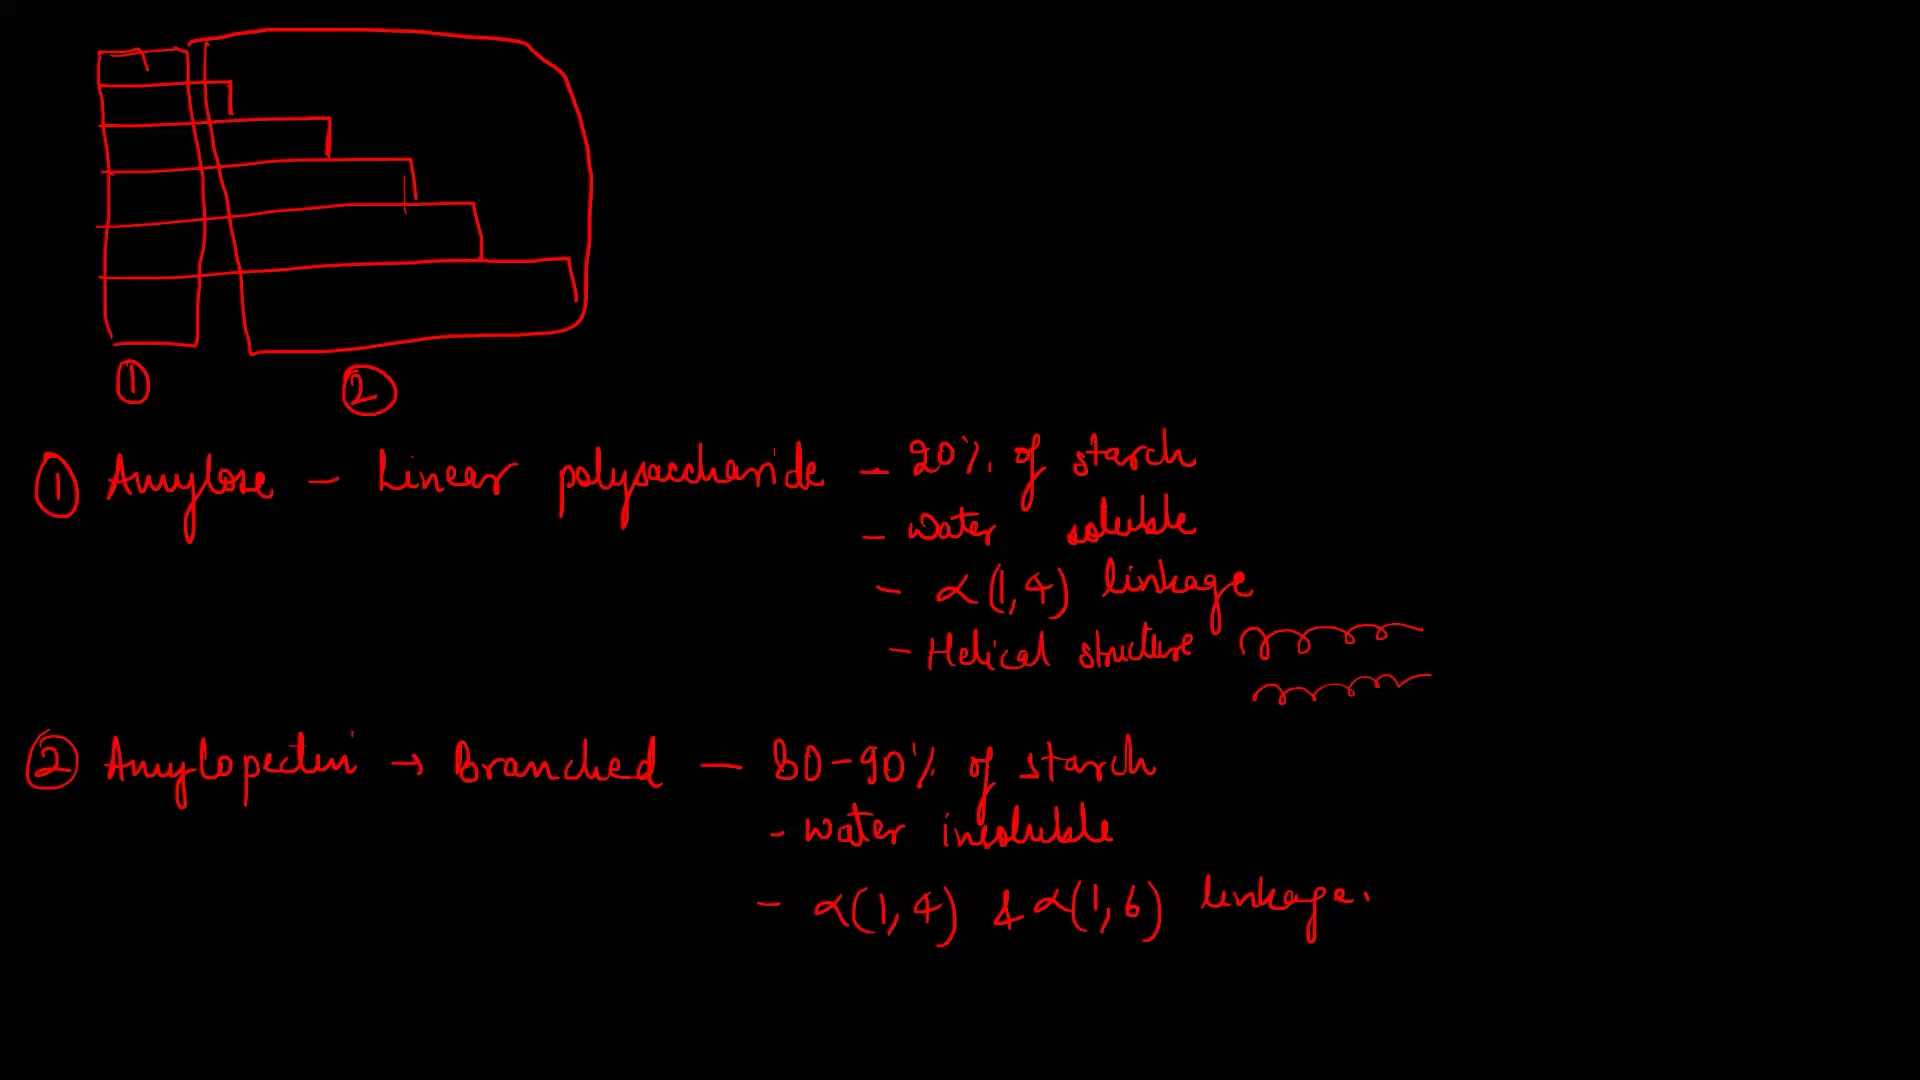 ① ②
① Amylose - Linear polysaccharide - 20% of starch
- water soluble
- α(1,4) linkage
- Helical structure
② Amylopectin → Branched - 80-90% of starch
- water insoluble
- α(1,4) & α(1,6) linkage.